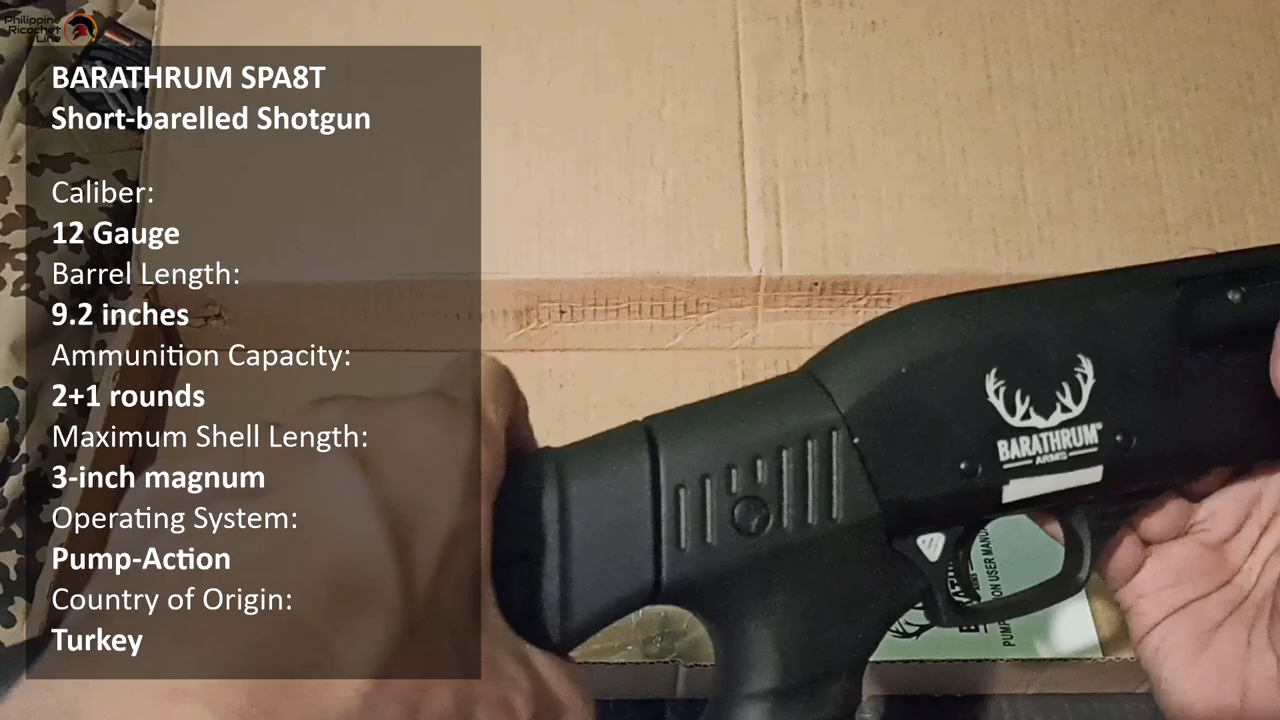 Philippine
Ricochet
Line
BARATHRUM SPA8T
Short-barelled Shotgun
Caliber:
12 Gauge
Barrel Length:
9.2 inches
Ammunition Capacity:
2+1 rounds
Maximum Shell Length:
3-inch magnum
Operating System:
Pump-Action
Country of Origin:
Turkey
BARATHRUM®
ARMS
ON USER MANU